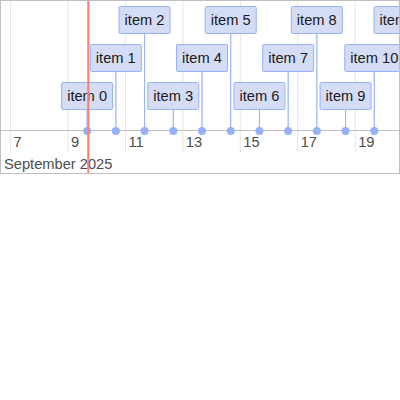 item 2
item 5
item 8
item 1
item 4
item 7
item 10
item 0
item 3
item 6
item 9
7
9
11
13
15
17
19
September 2025